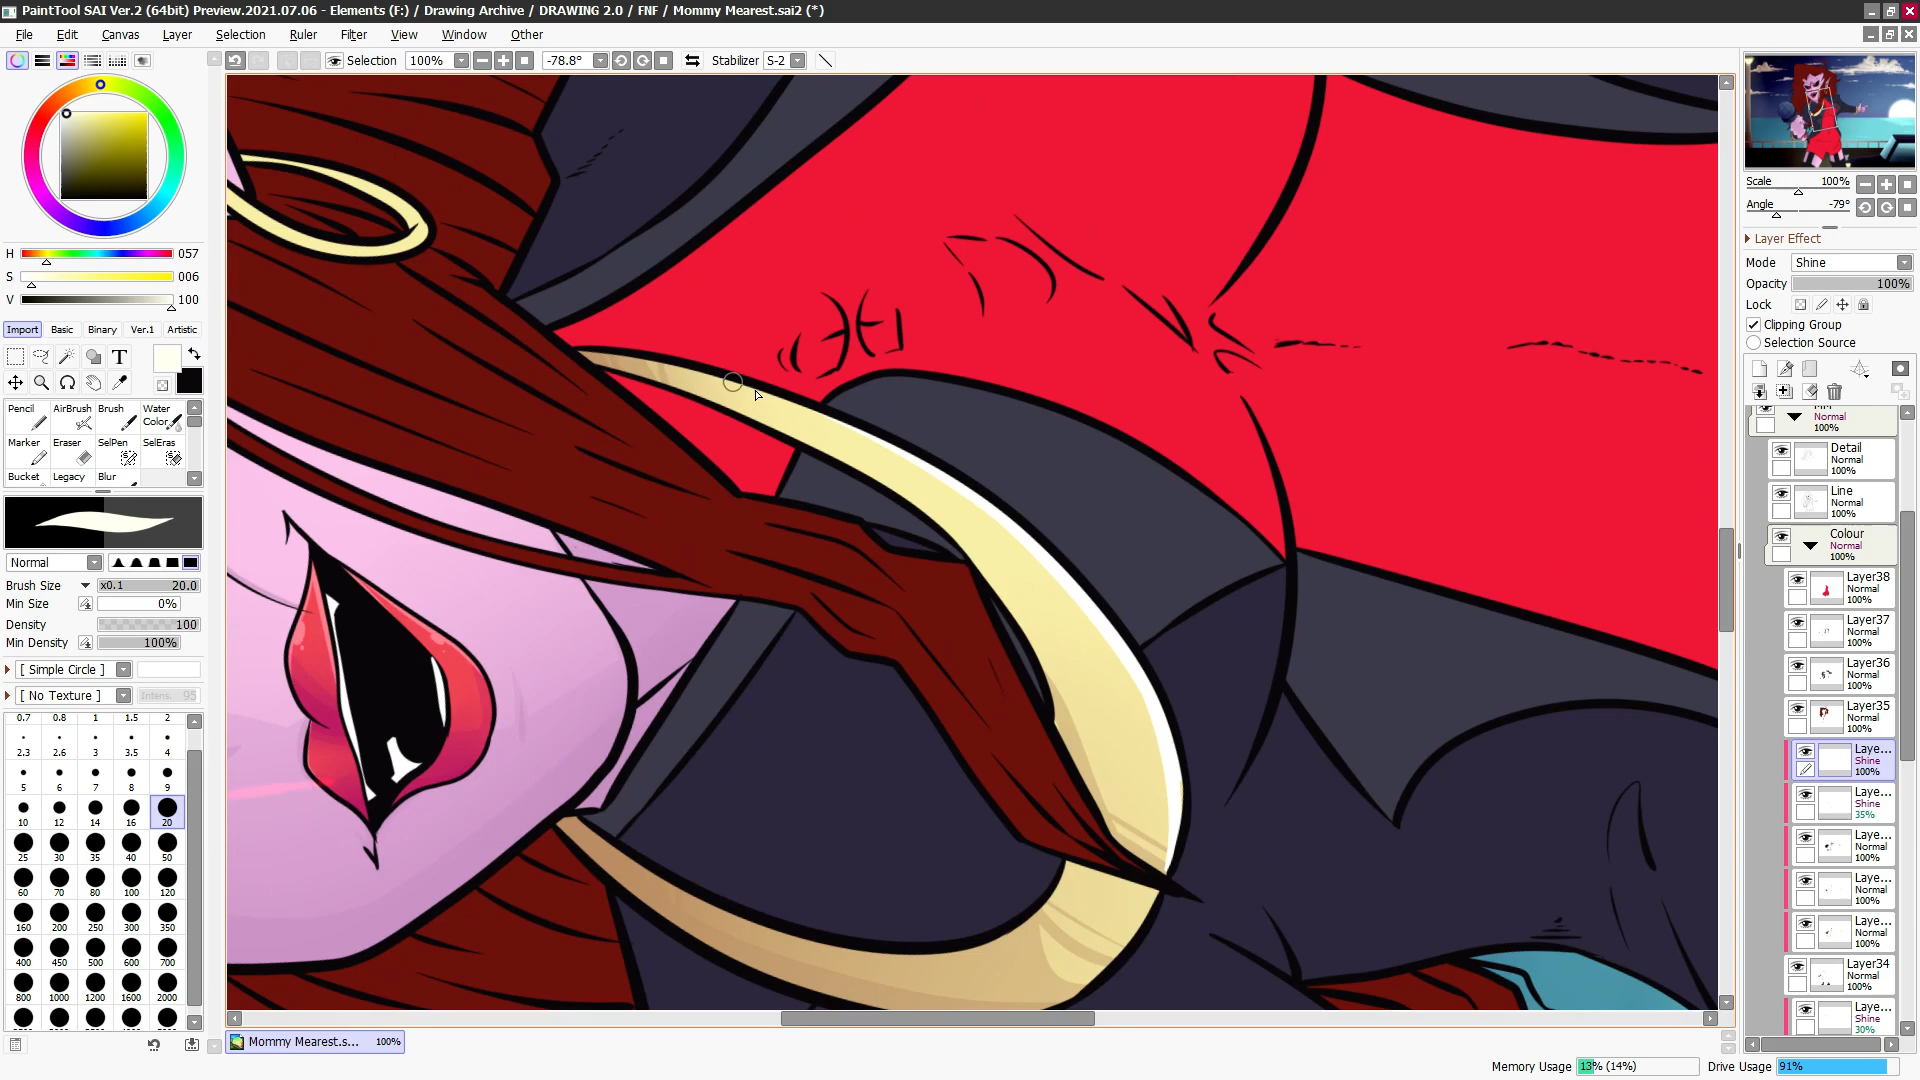 PaintTool SAI Ver.2 (64bit) Preview.2021.07.06 - Elements (F:) / Drawing Archive / DRAWING 2.0 / FNF / Mommy Mearest.sai2 (*)
File Edit Canvas Layer Selection Ruler Filter View Window Other
Selection 100% -78.8° Stabilizer S-2
H 057
S 006
V 100
Import Basic Binary Ver.1 Artistic
T
Pencil AirBrush Brush Water Color
Marker Eraser SelPen SelEras
Bucket Legacy Blur
Normal
Brush Size x0.1 20.0
Min Size 0%
Density 100
Min Density 100%
[ Simple Circle ]
[ No Texture ] Intens. 95
0.7 0.8 1 1.5 2
2.3 2.6 3 3.5 4
5 6 7 8 9
10 12 14 16 20
25 30 35 40 50
60 70 80 100 120
160 200 250 300 350
400 450 500 600 700
800 1000 1200 1600 2000
Mommy Mearest.s... 100%
Scale 100%
Angle -79°
Layer Effect
Mode Shine
Opacity 100%
Lock
Clipping Group
Selection Source
Normal
100%
Detail
Normal
100%
Line
Normal
100%
Colour
Normal
100%
Layer38
Normal
100%
Layer37
Normal
100%
Layer36
Normal
100%
Layer35
Normal
100%
Laye...
Shine
100%
Laye...
Shine
35%
Laye...
Normal
100%
Laye...
Normal
100%
Laye...
Normal
100%
Layer34
Normal
100%
Laye...
Shine
30%
Memory Usage 13% (14%) Drive Usage 91%